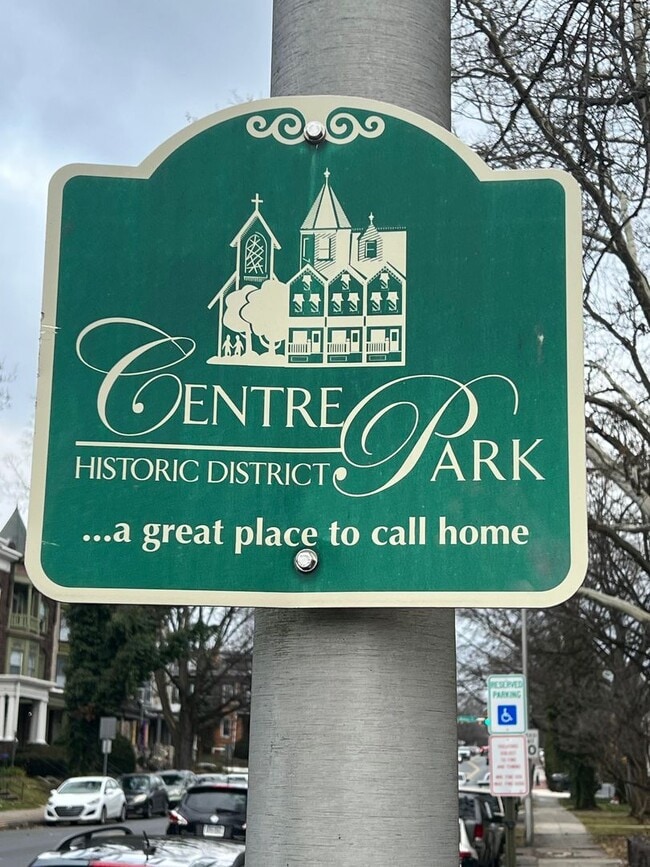 CENTRE
HISTORIC DISTRICT PARK
...a great place to call home
RESERVED
PARKING